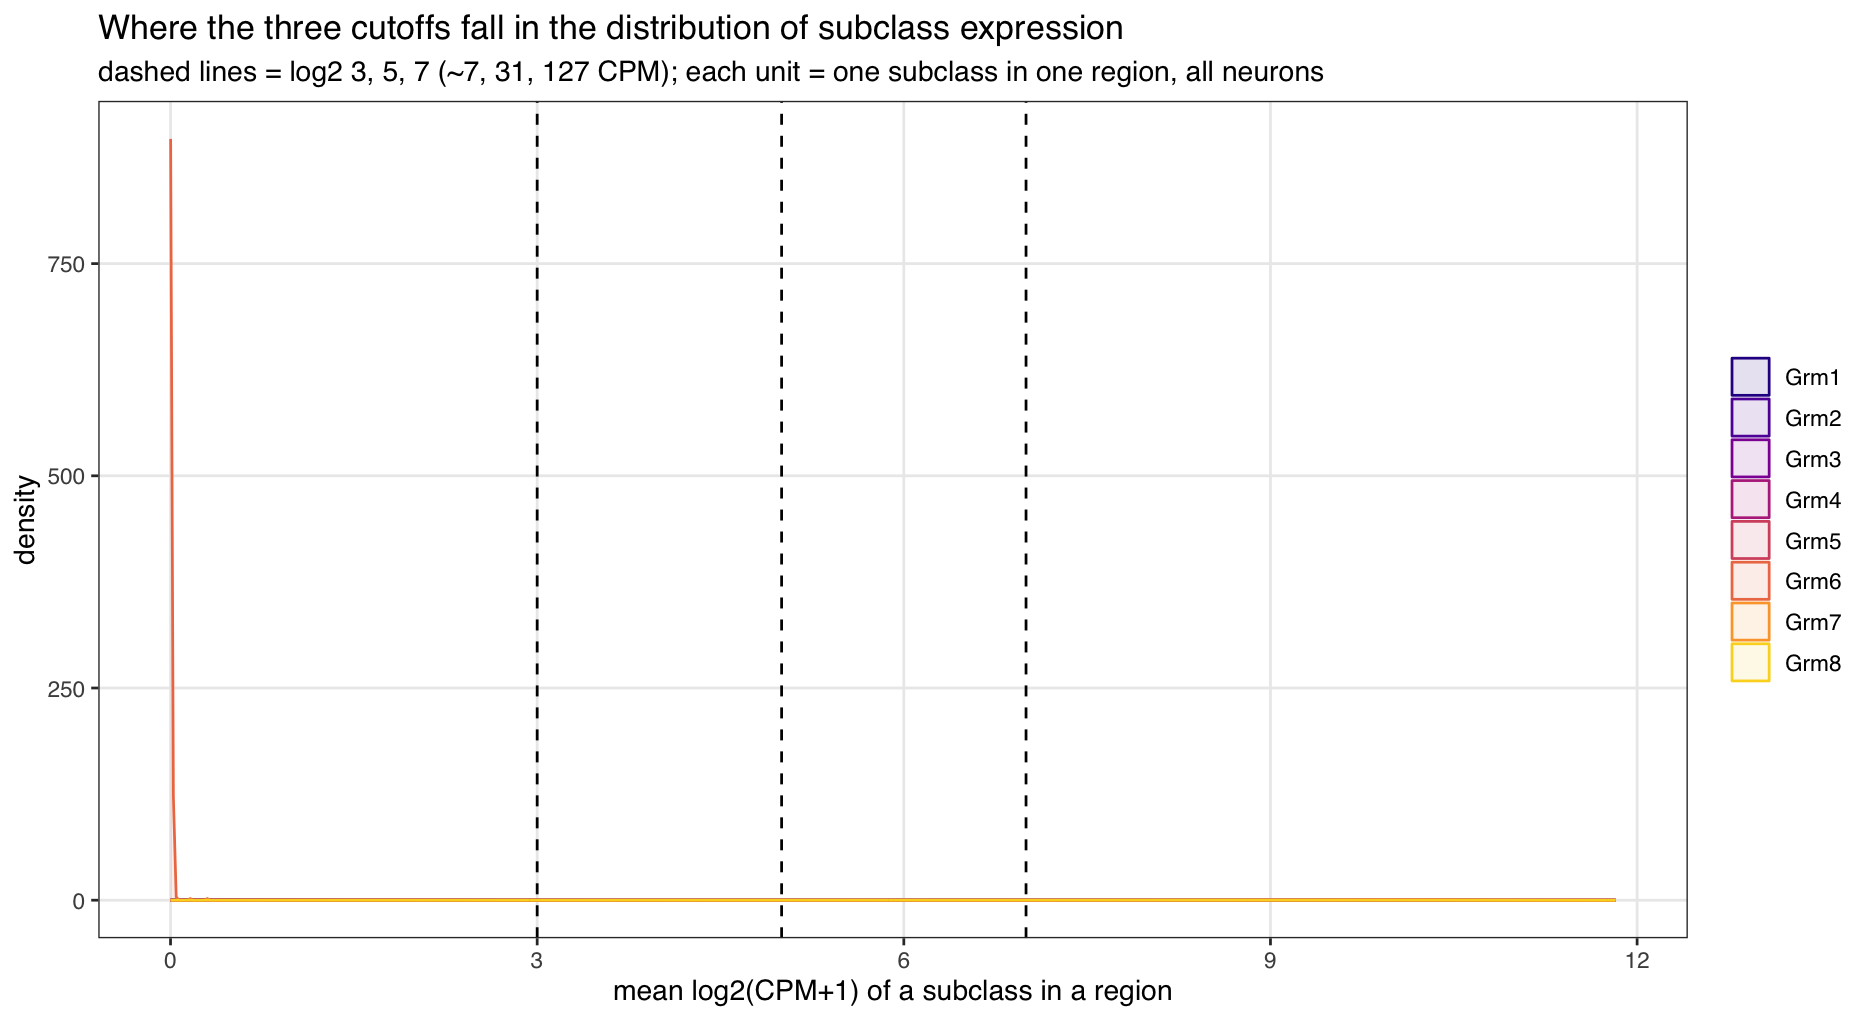 Where the three cutoffs fall in the distribution of subclass expression
dashed lines = log2 3, 5, 7 (~7, 31, 127 CPM); each unit = one subclass in one region, all neurons
density
750
500
250
0
0
3
6
9
12
mean log2(CPM+1) of a subclass in a region
Grm1
Grm2
Grm3
Grm4
Grm5
Grm6
Grm7
Grm8